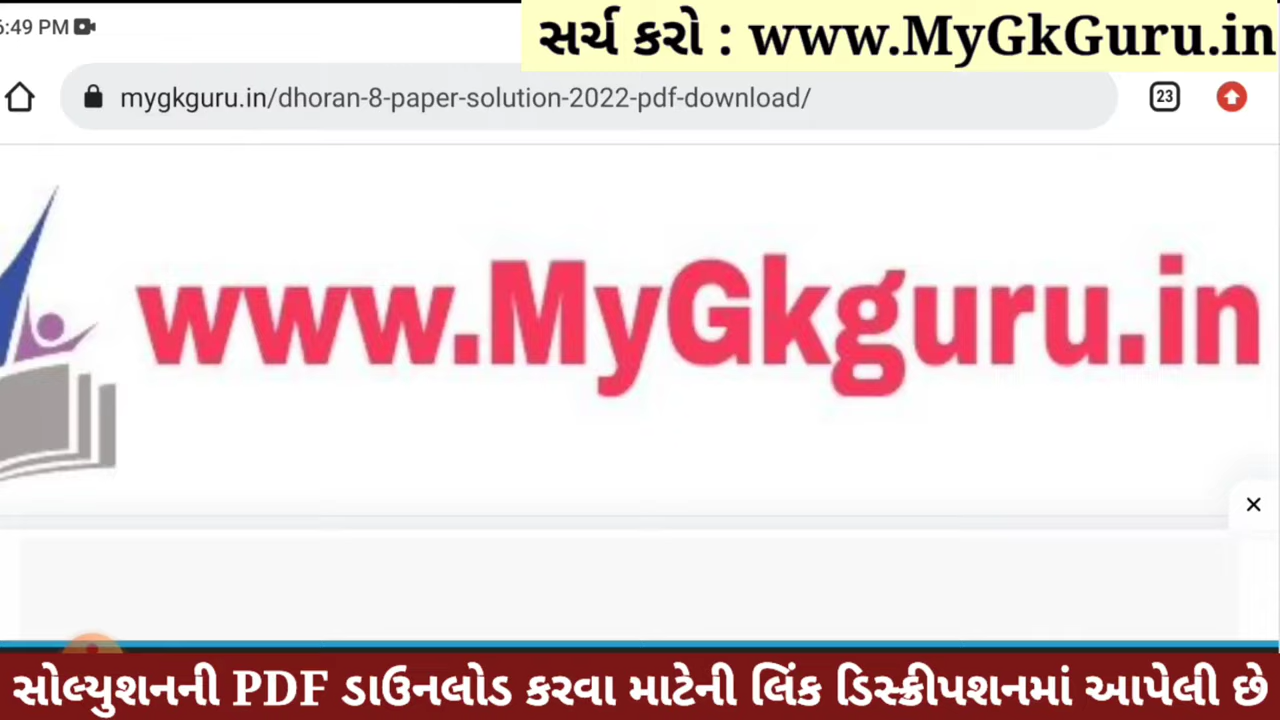 6:49 PM
સર્ચ કરો : www.MyGkGuru.in
mygkguru.in/dhoran-8-paper-solution-2022-pdf-download/
23
www.MyGkguru.in
સોલ્યુશનની PDF ડાઉનલોડ કરવા માટેની લિંક ડિસ્ક્રીપશનમાં આપેલી છે